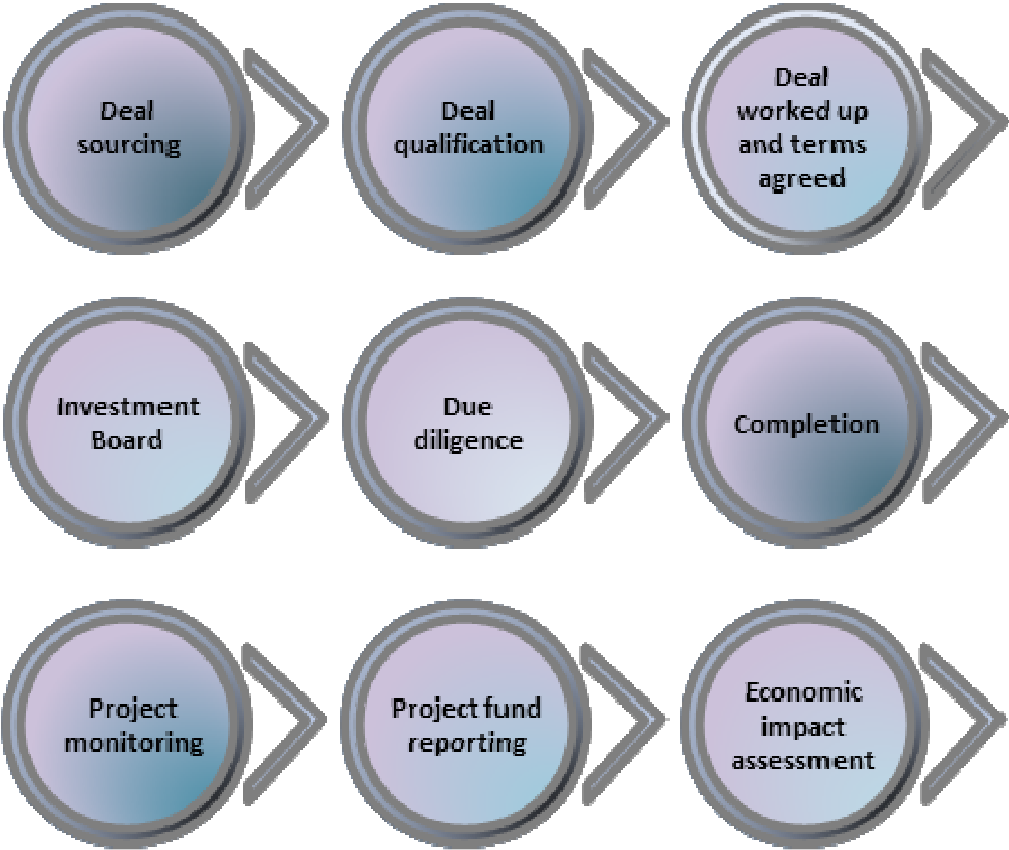 Deal
sourcing
Deal
qualification
Deal
worked up
and terms
agreed
Investment
Board
Due
diligence
Completion
Project
monitoring
Project fund
reporting
Economic
impact
assessment